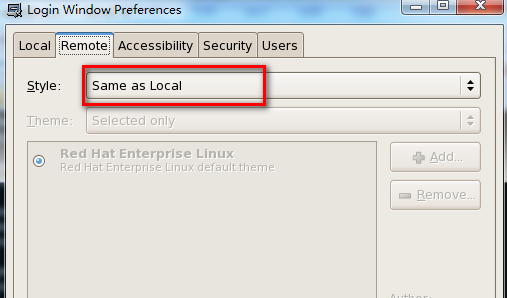 Login Window Preferences
Local Remote Accessibility Security Users
Style: Same as Local
Theme: Selected only
Red Hat Enterprise Linux
Red Hat Enterprise Linux default theme
Add...
Remove...
Author: